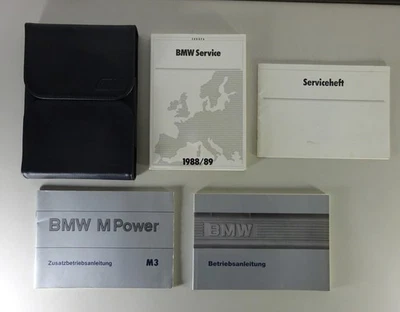 BMW Service
1988/89
Serviceheft
BMW M Power
Zusatzbetriebsanleitung M3
BMW
Betriebsanleitung